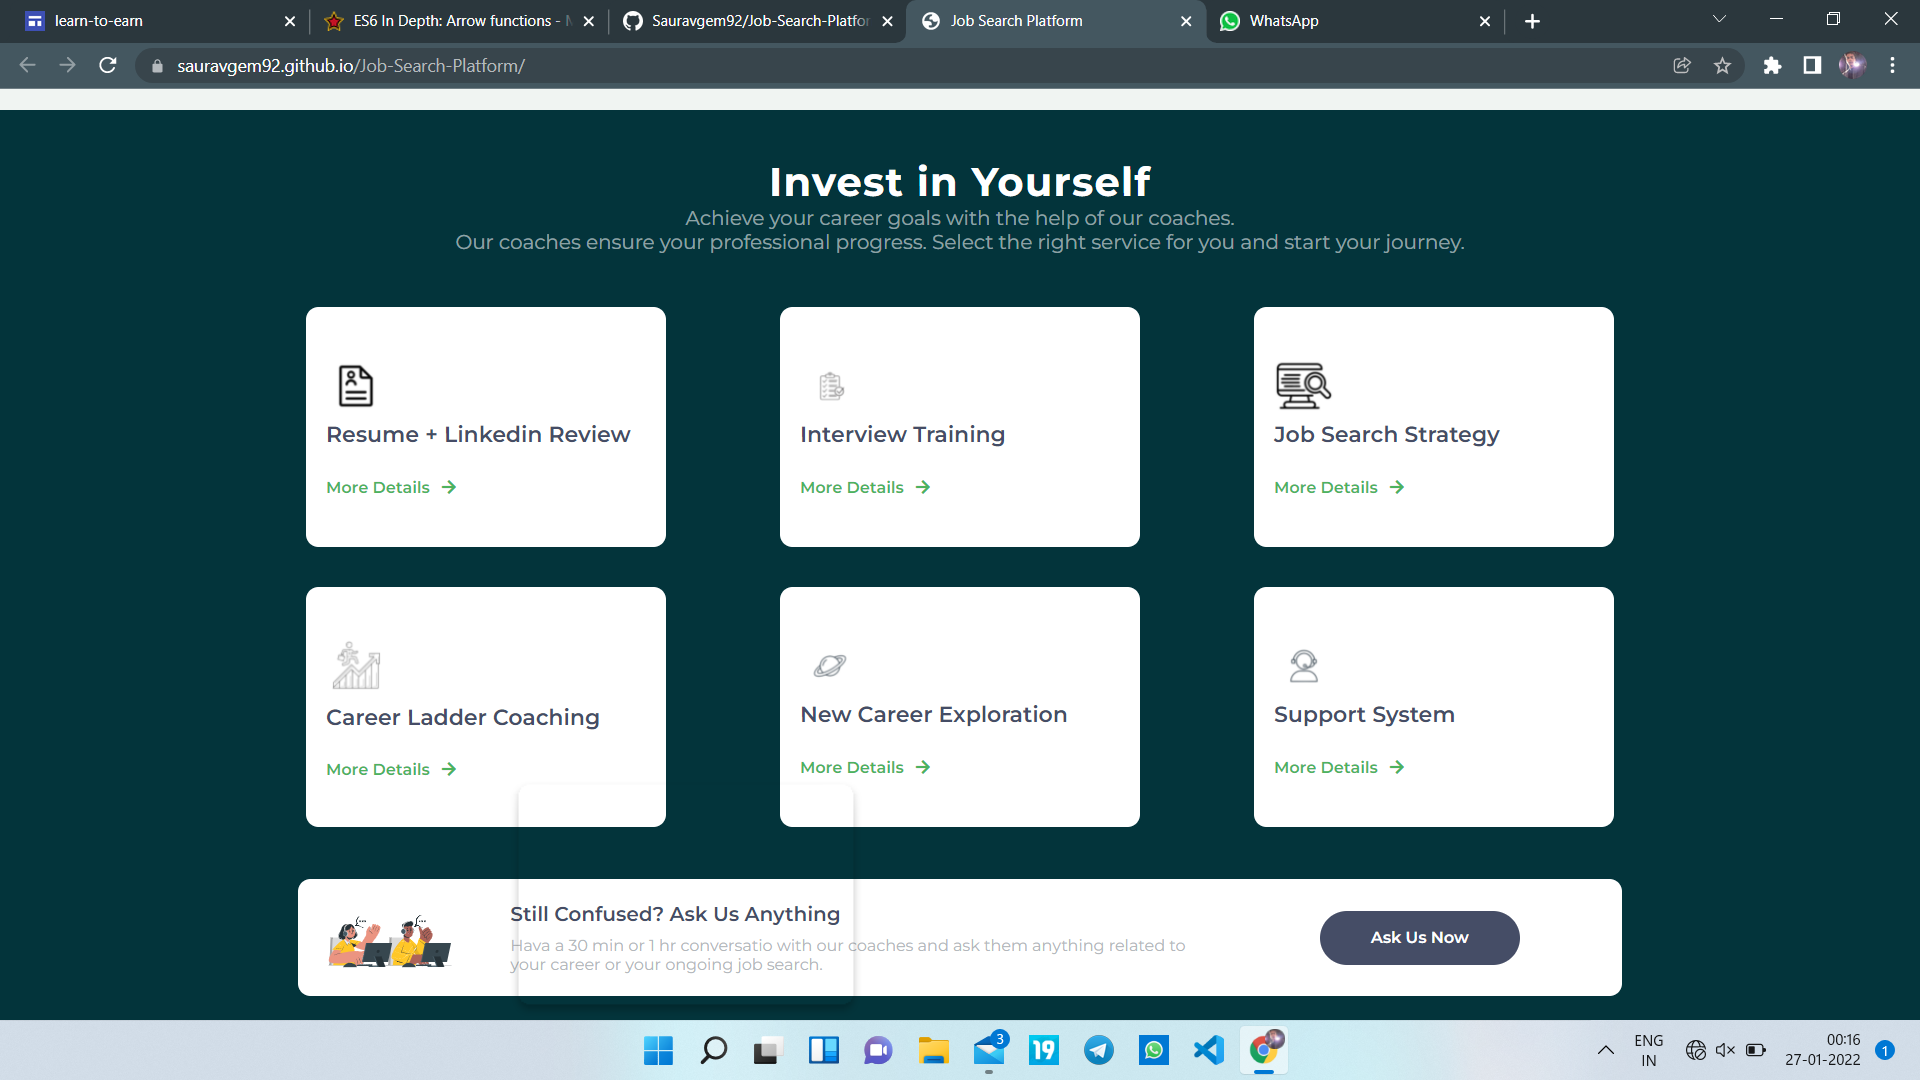 learn-to-earn
ES6 In Depth: Arrow functions -
Sauravgem92/Job-Search-Platfor
Job Search Platform
WhatsApp
sauravgem92.github.io/Job-Search-Platform/
Invest in Yourself
Achieve your career goals with the help of our coaches.
Our coaches ensure your professional progress. Select the right service for you and start your journey.
Resume + Linkedin Review
More Details
Interview Training
More Details
Job Search Strategy
More Details
Career Ladder Coaching
More Details
New Career Exploration
More Details
Support System
More Details
Still Confused? Ask Us Anything
Hava a 30 min or 1 hr conversatio with our coaches and ask them anything related to
your career or your ongoing job search.
Ask Us Now
3
19
ENG
IN
00:16
27-01-2022
1